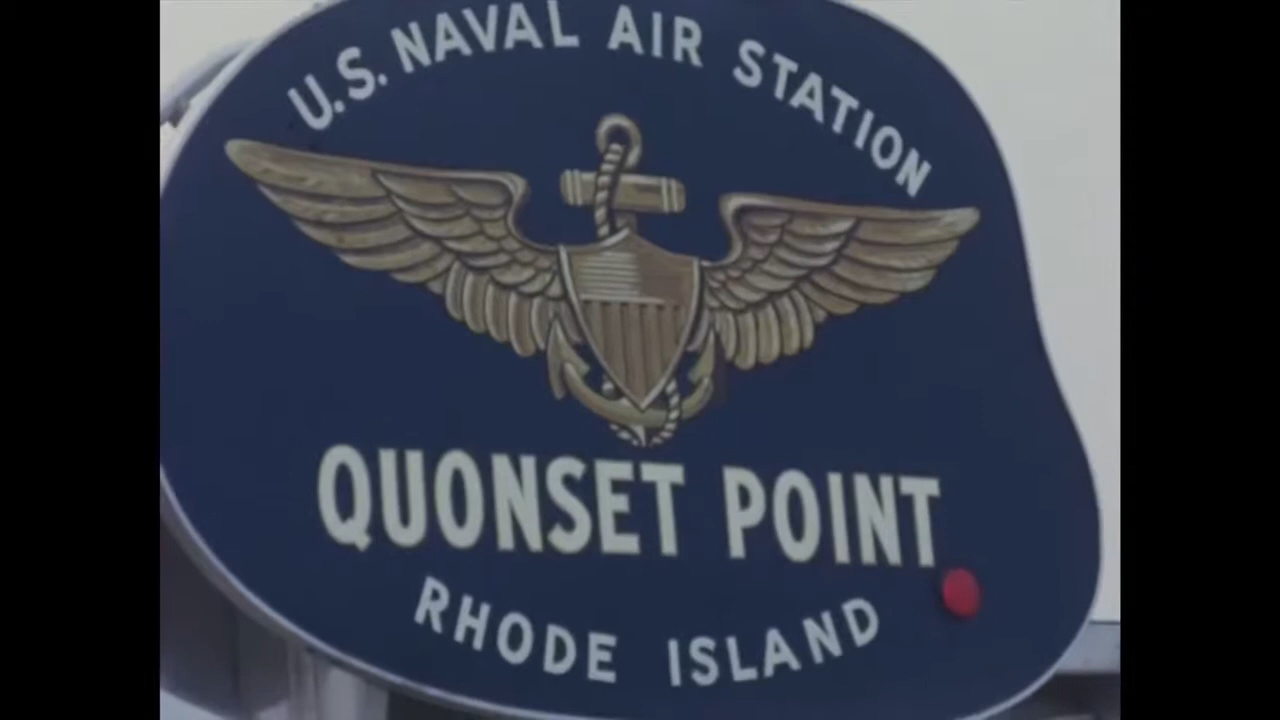 U.S. NAVAL AIR STATION
QUONSET POINT
RHODE ISLAND